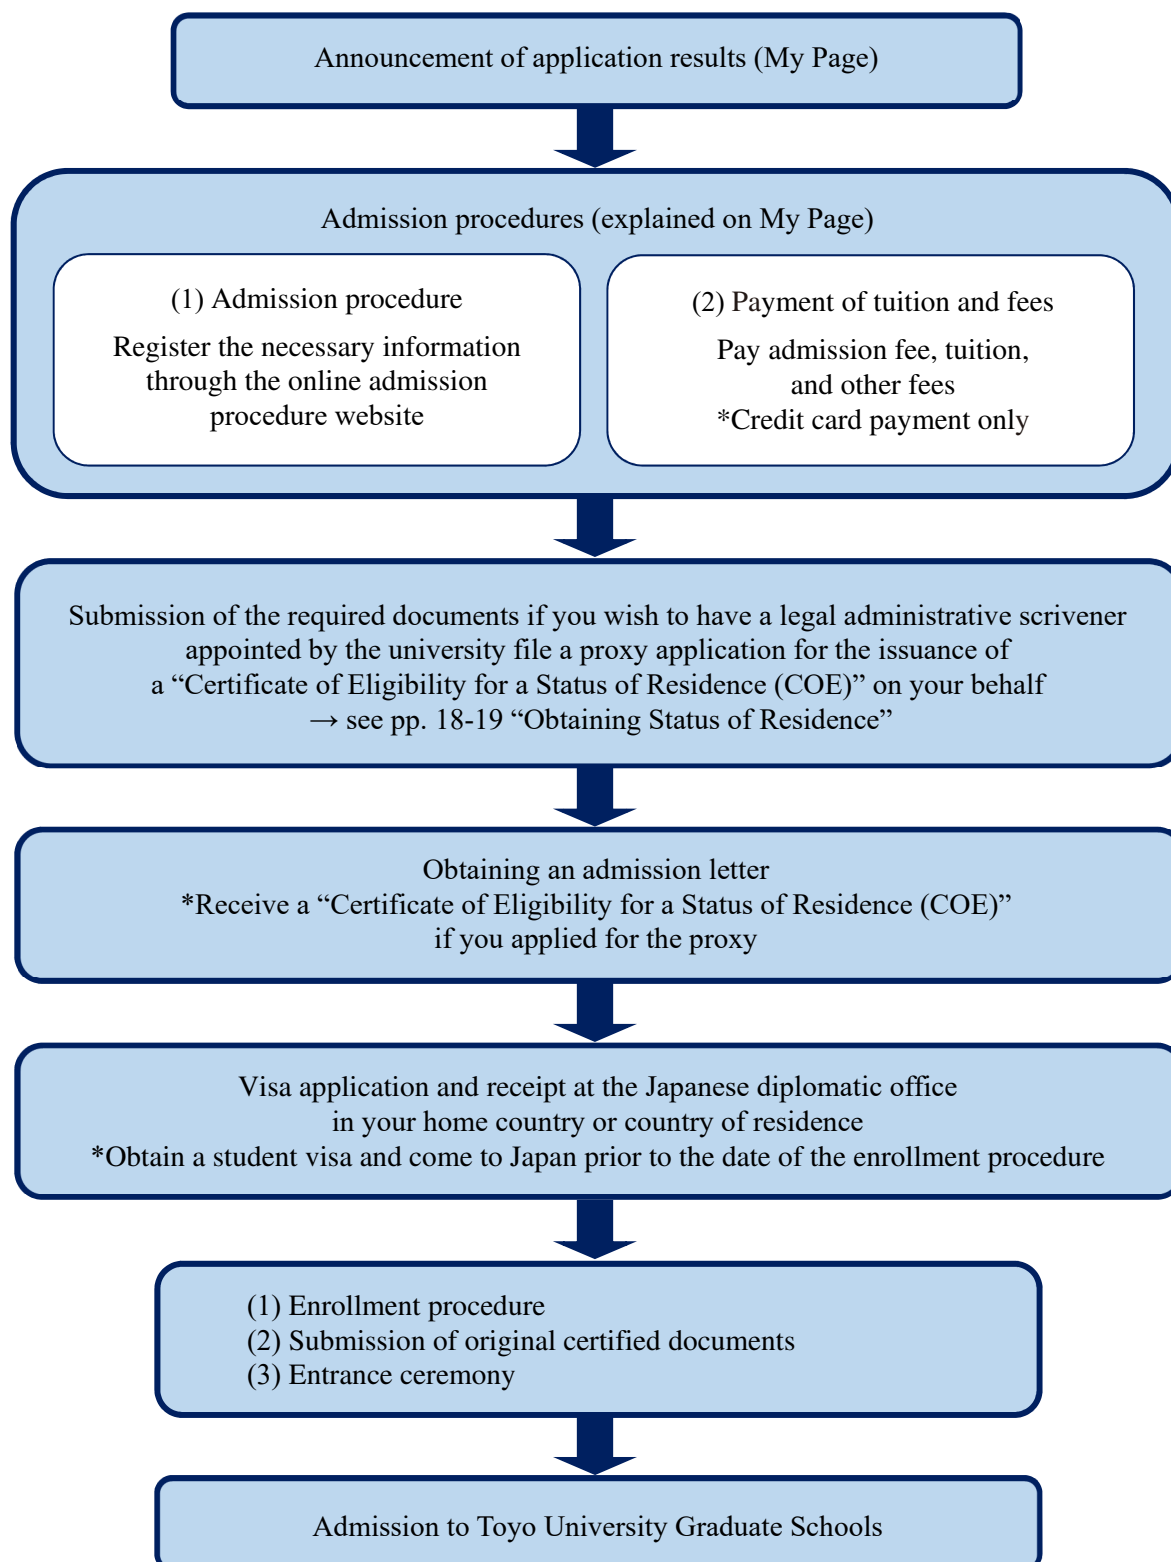 Announcement of application results (My Page)
Admission procedures (explained on My Page)
(1) Admission procedure
Register the necessary information
through the online admission
procedure website
(2) Payment of tuition and fees
Pay admission fee, tuition,
and other fees
*Credit card payment only
Submission of the required documents if you wish to have a legal administrative scrivener
appointed by the university file a proxy application for the issuance of
a “Certificate of Eligibility for a Status of Residence (COE)” on your behalf
→ see pp. 18-19 “Obtaining Status of Residence”
Obtaining an admission letter
*Receive a “Certificate of Eligibility for a Status of Residence (COE)”
if you applied for the proxy
Visa application and receipt at the Japanese diplomatic office
in your home country or country of residence
*Obtain a student visa and come to Japan prior to the date of the enrollment procedure
(1) Enrollment procedure
(2) Submission of original certified documents
(3) Entrance ceremony
Admission to Toyo University Graduate Schools